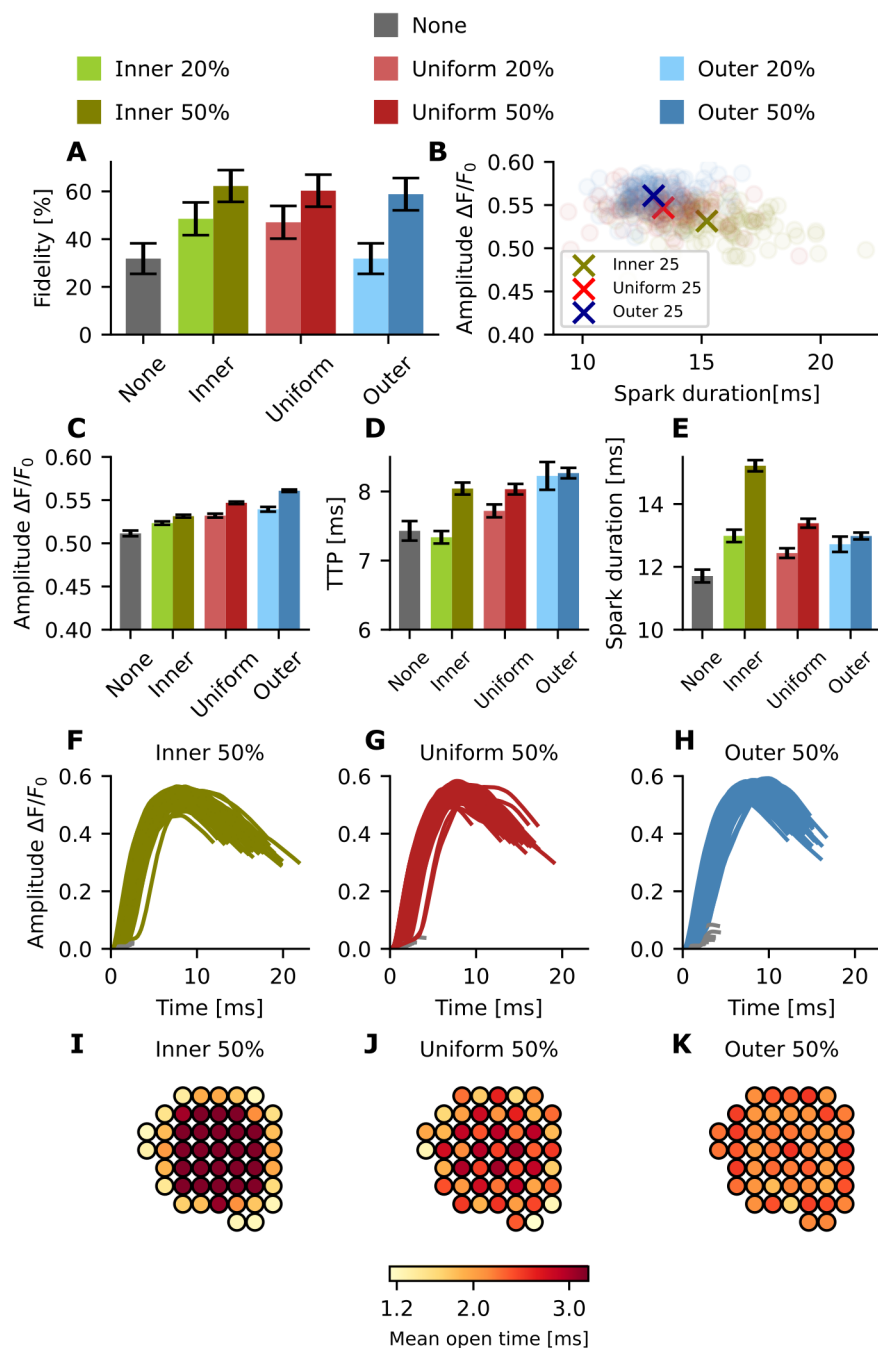 None
Inner 20% Uniform 20% Outer 20%
Inner 50% Uniform 50% Outer 50%
A
Fidelity [%]
60
40
20
0
None Inner Uniform Outer
B
Amplitude ΔF/F0
0.60
0.55
0.50
0.45
0.40
Inner 25
Uniform 25
Outer 25
10 15 20
Spark duration[ms]
C
Amplitude ΔF/F0
0.60
0.55
0.50
0.45
0.40
None Inner Uniform Outer
D
TTP [ms]
8
7
6
None Inner Uniform Outer
E
Spark duration [ms]
14
12
10
None Inner Uniform Outer
F Inner 50%
Amplitude ΔF/F0
0.6
0.4
0.2
0.0
0 10 20
Time [ms]
G Uniform 50%
0.6
0.4
0.2
0.0
0 10 20
Time [ms]
H Outer 50%
0.6
0.4
0.2
0.0
0 10 20
Time [ms]
I Inner 50%
J Uniform 50%
K Outer 50%
1.2 2.0 3.0
Mean open time [ms]